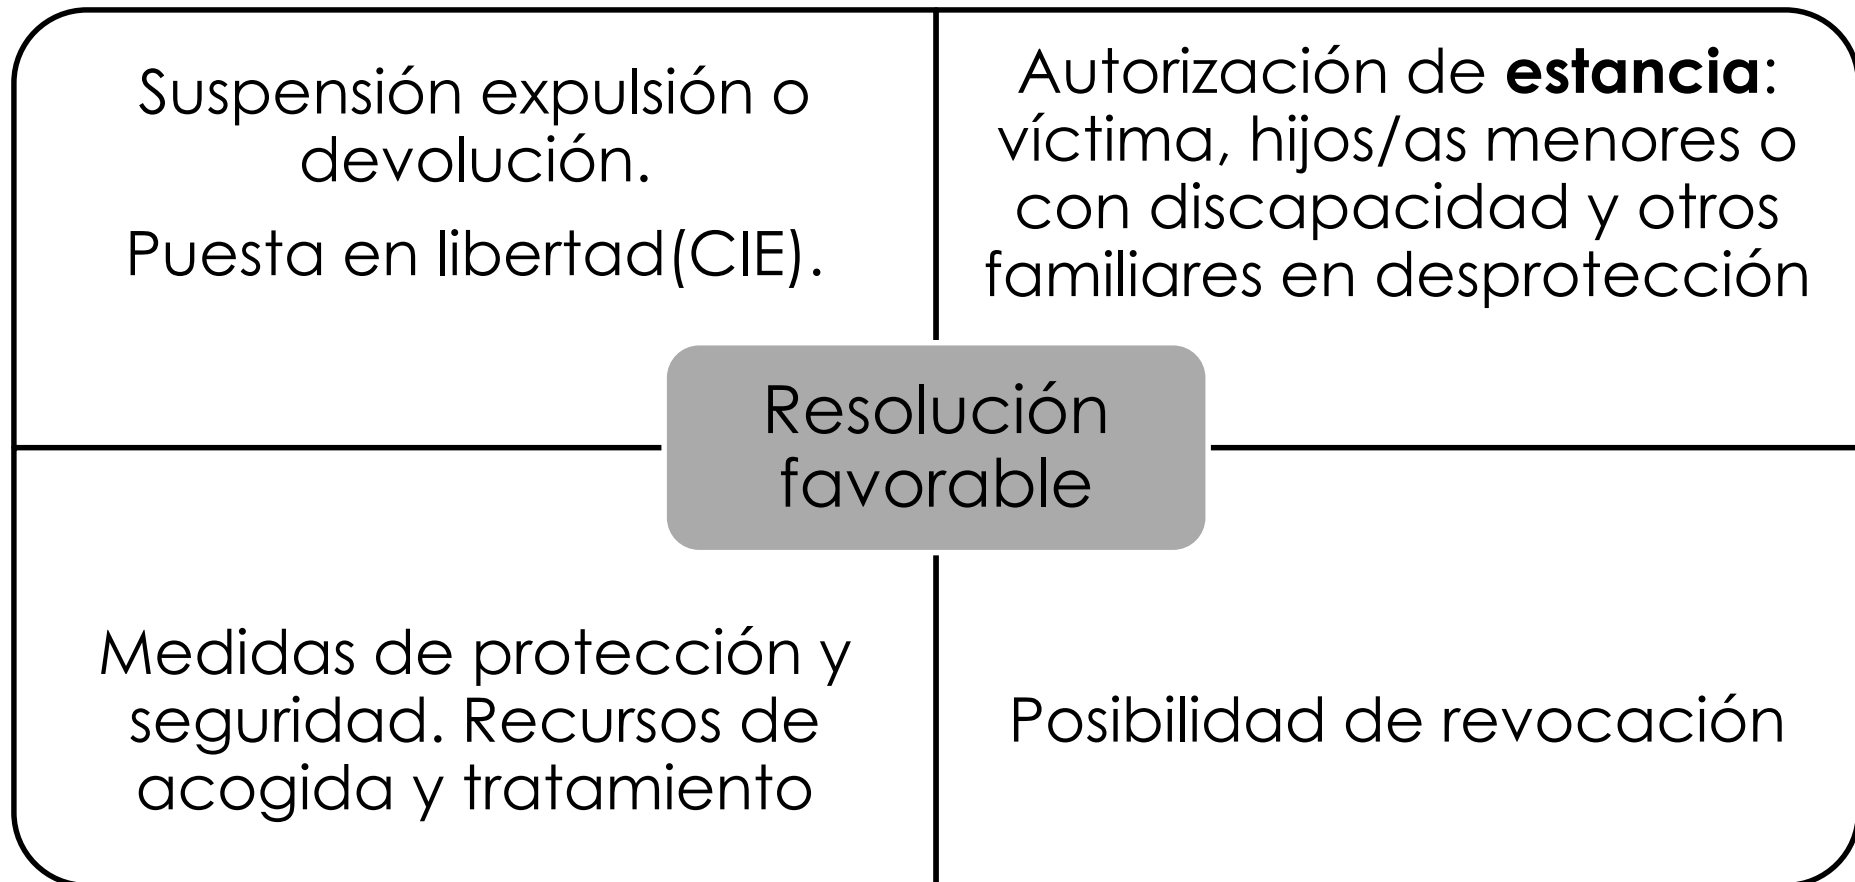 Suspensión expulsión o
devolución.
Puesta en libertad(CIE).
Autorización de estancia:
víctima, hijos/as menores o
con discapacidad y otros
familiares en desprotección
Resolución
favorable
Medidas de protección y
seguridad. Recursos de
acogida y tratamiento
Posibilidad de revocación